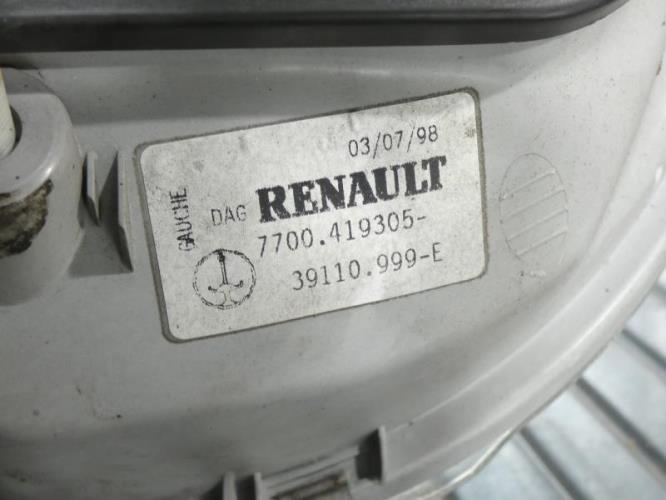 03/07/98
GAUCHE
DAG RENAULT
7700.419305-
39110.999-E